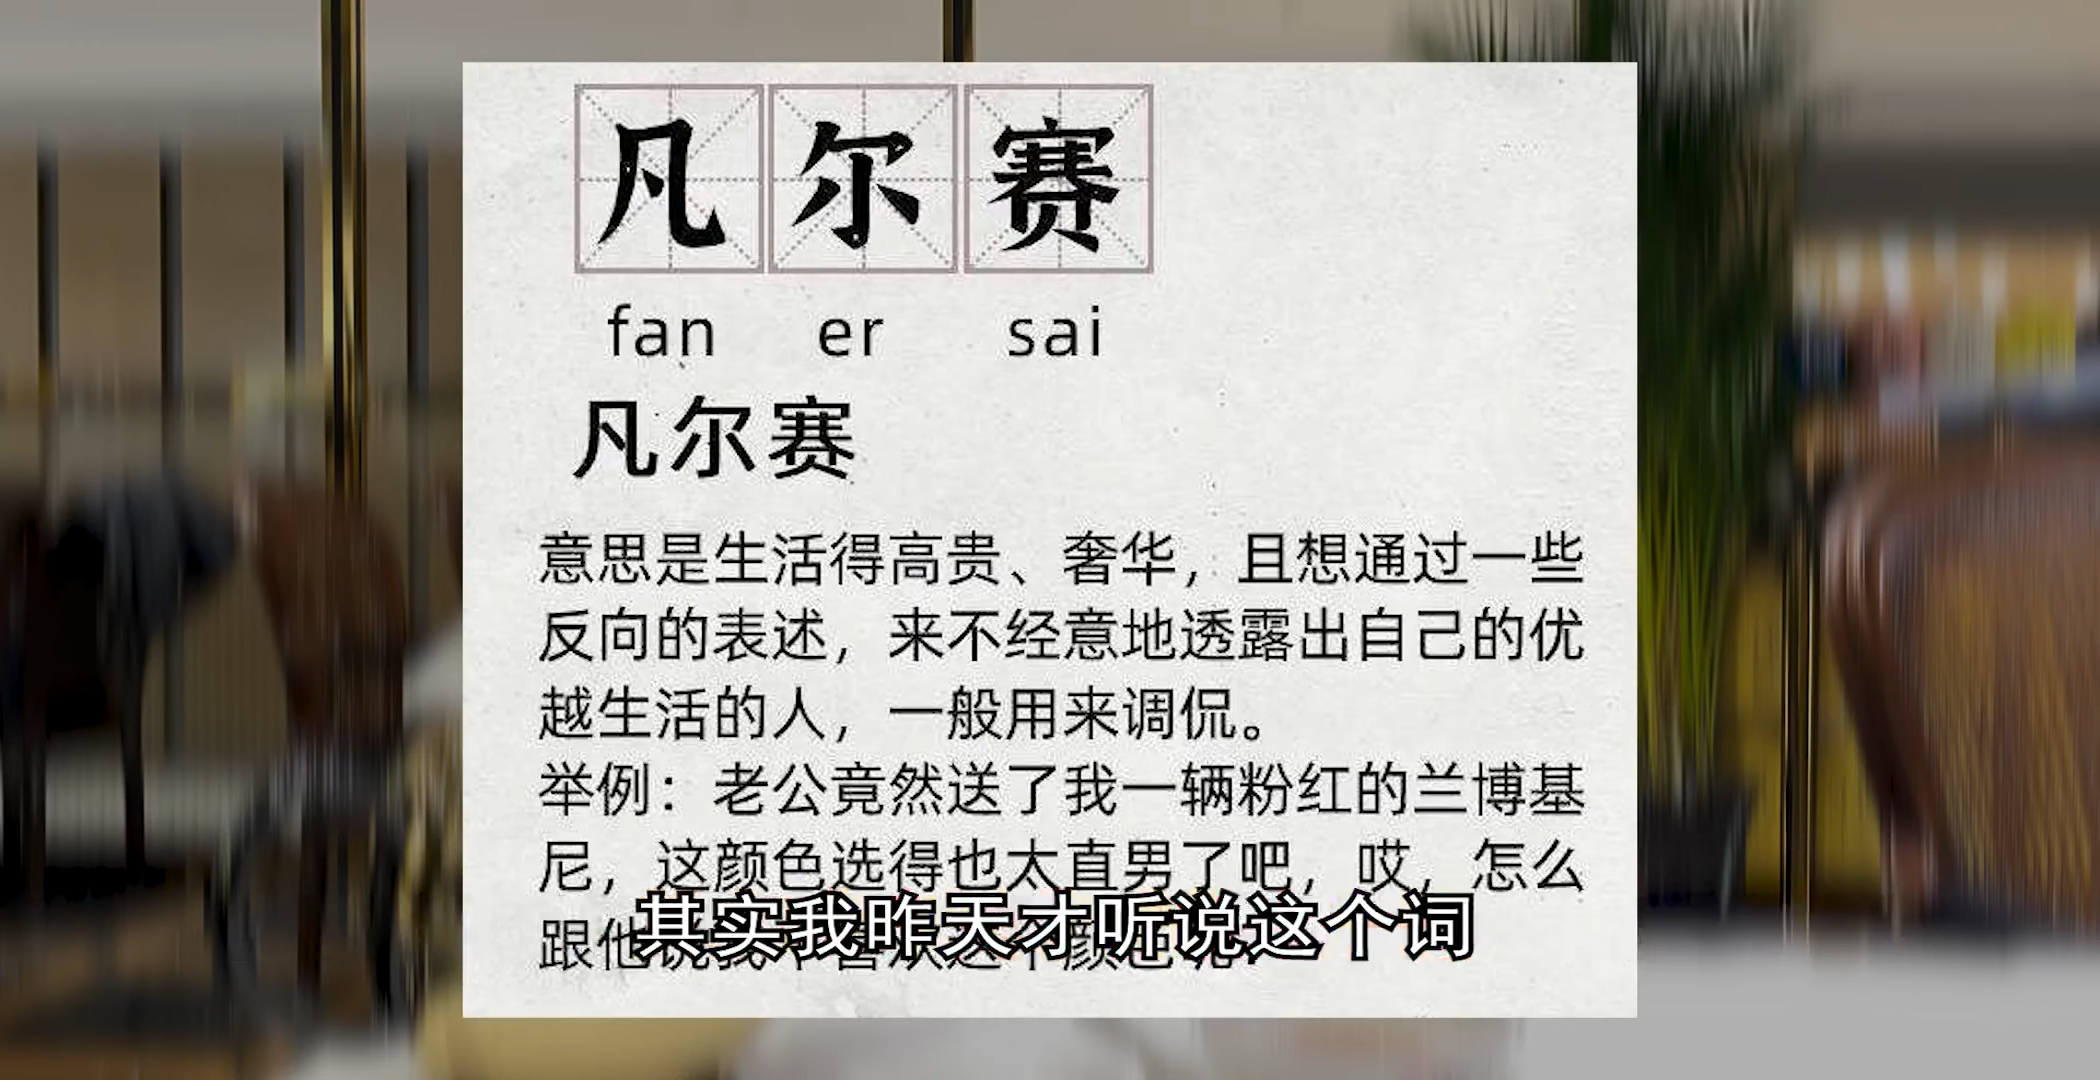 凡尔赛
fan er sai
凡尔赛
意思是生活得高贵、奢华，且想通过一些
反向的表述，来不经意地透露出自己的优
越生活的人，一般用来调侃。
举例：老公竟然送了我一辆粉红的兰博基
尼，这颜色选得也太直男了吧，哎，怎么
跟他
其实我昨天才听说这个词